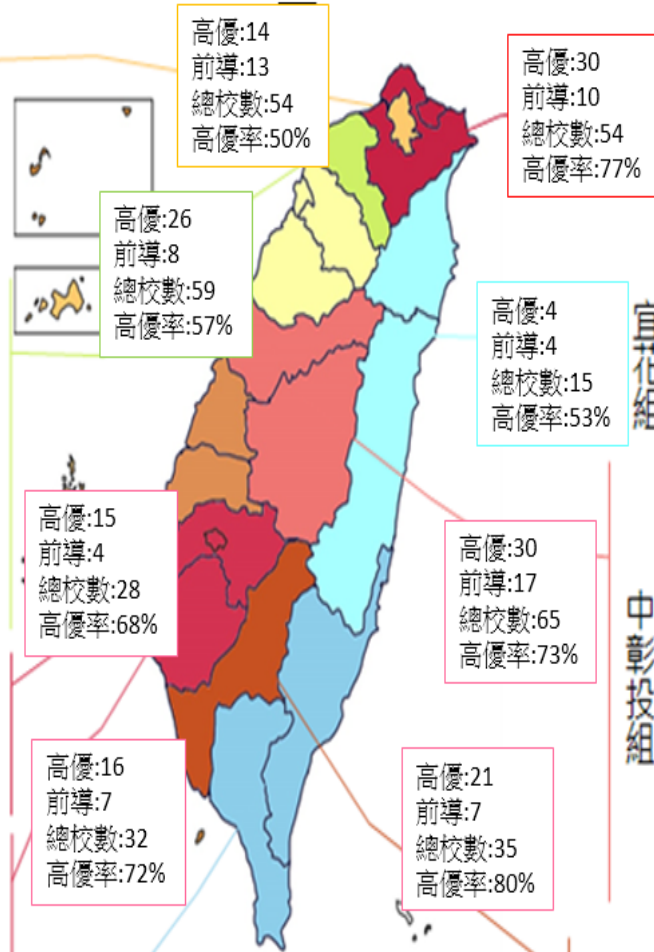 高優:14
前導:13
總校數:54
高優率:50%
高優:30
前導:10
總校數:54
高優率:77%
高優:26
前導:8
總校數:59
高優率:57%
高優:4
前導:4
總校數:15
高優率:53%
宜花組
高優:15
前導:4
總校數:28
高優率:68%
高優:30
前導:17
總校數:65
高優率:73%
中彰投組
高優:16
前導:7
總校數:32
高優率:72%
高優:21
前導:7
總校數:35
高優率:80%